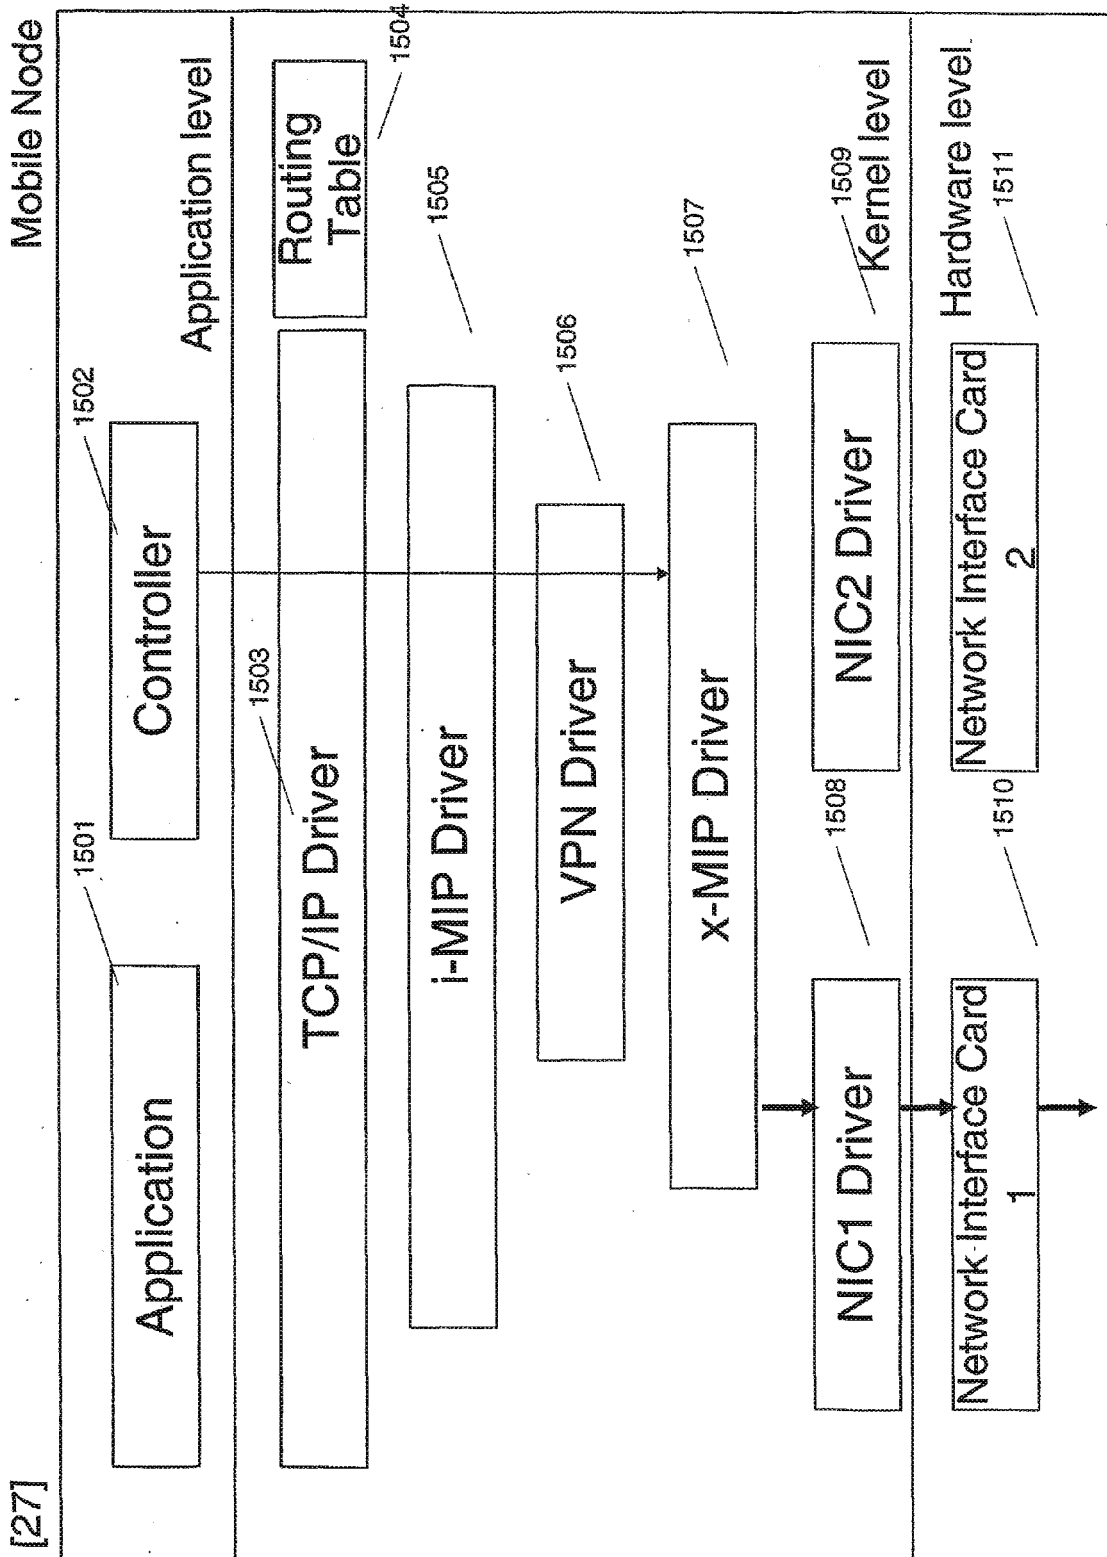 [27]
Mobile Node
Application level
1501
1502
Application
Controller
1503
TCP/IP Driver
Routing
Table
1504
i-MIP Driver
1505
VPN Driver
1506
x-MIP Driver
1507
1508
1509
NIC1 Driver
NIC2 Driver
Kernel level
Hardware level
1510
1511
Network Interface Card
1
Network Interface Card
2